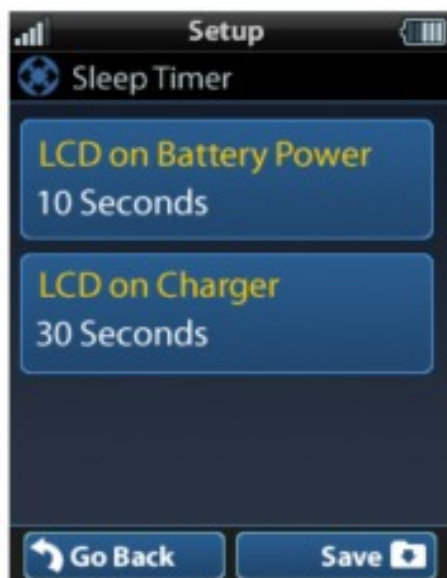 Setup
Sleep Timer
LCD on Battery Power
10 Seconds
LCD on Charger
30 Seconds
Go Back
Save